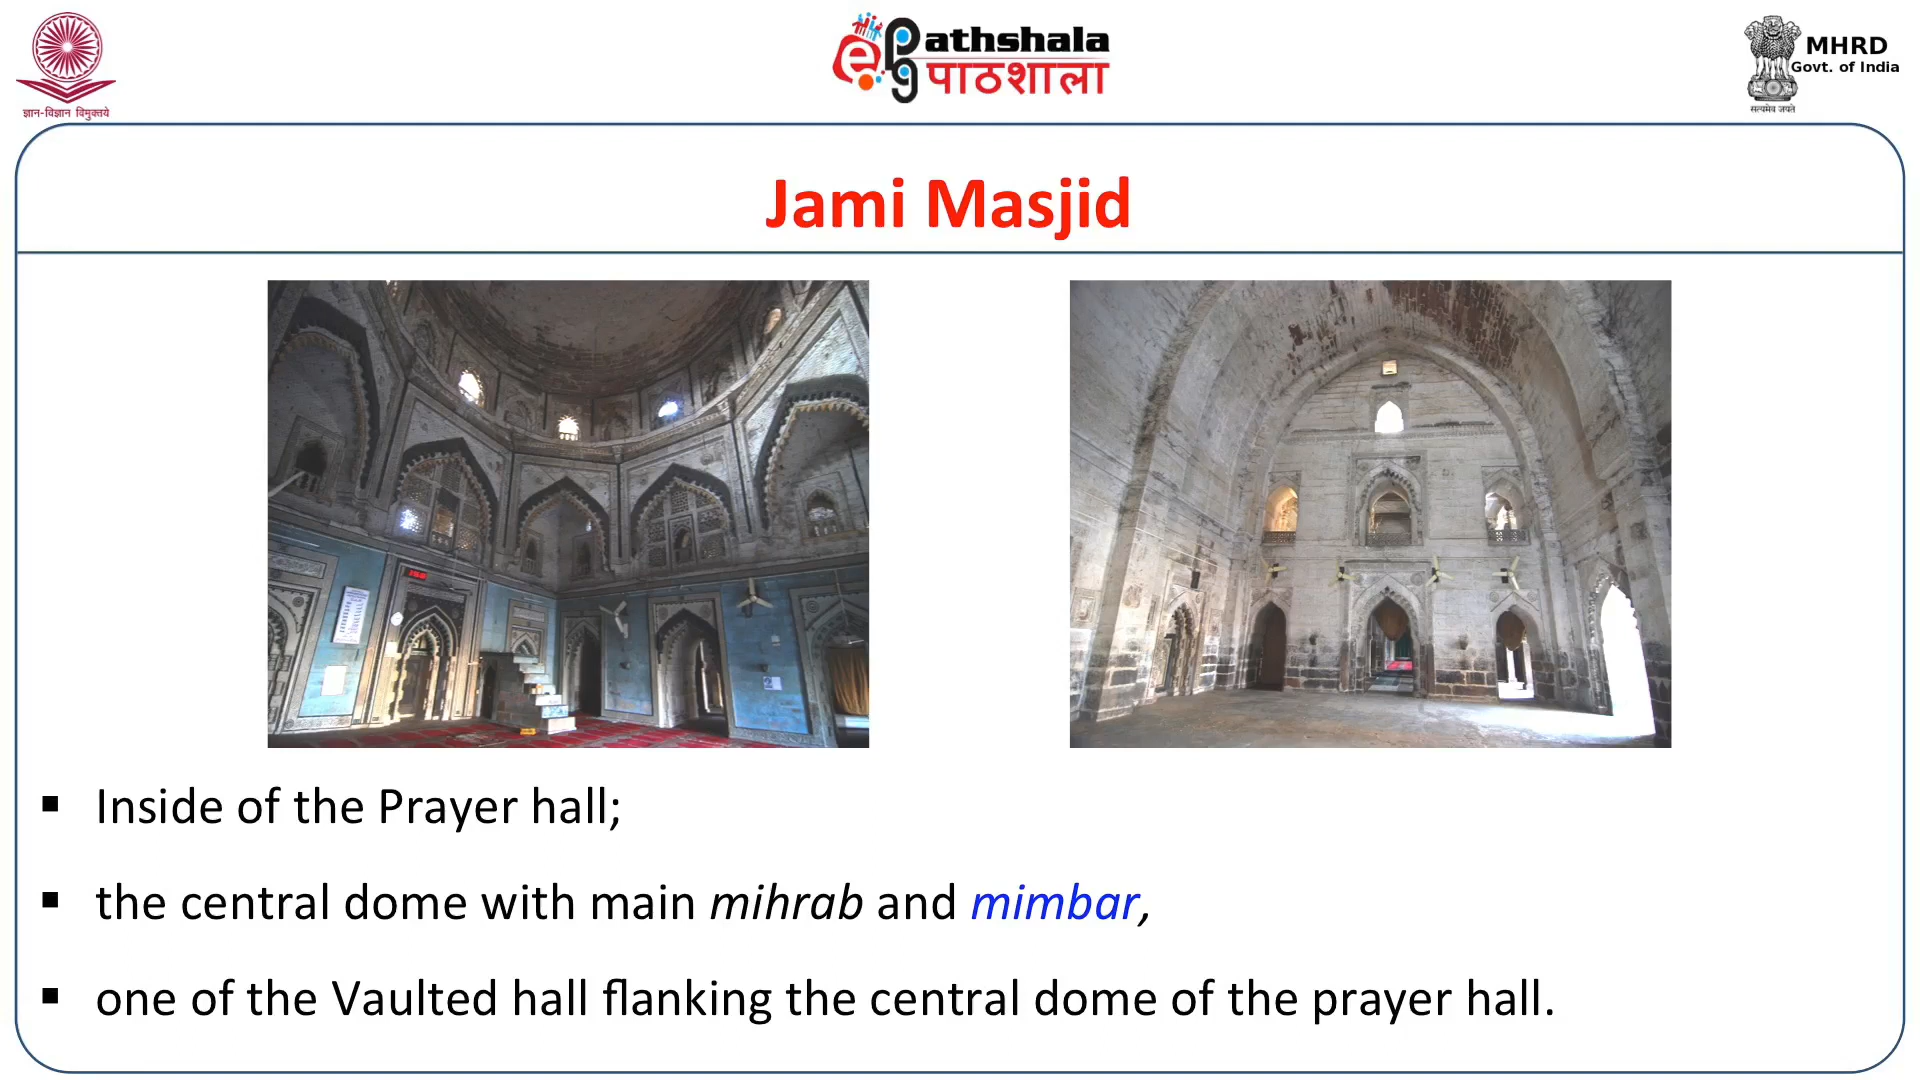 ज्ञान-विज्ञान विमुक्तये
ePg Pathshala
पाठशाला
MHRD
Govt. of India
सत्यमेव जयते
Jami Masjid
Inside of the Prayer hall;
the central dome with main mihrab and mimbar,
one of the Vaulted hall flanking the central dome of the prayer hall.